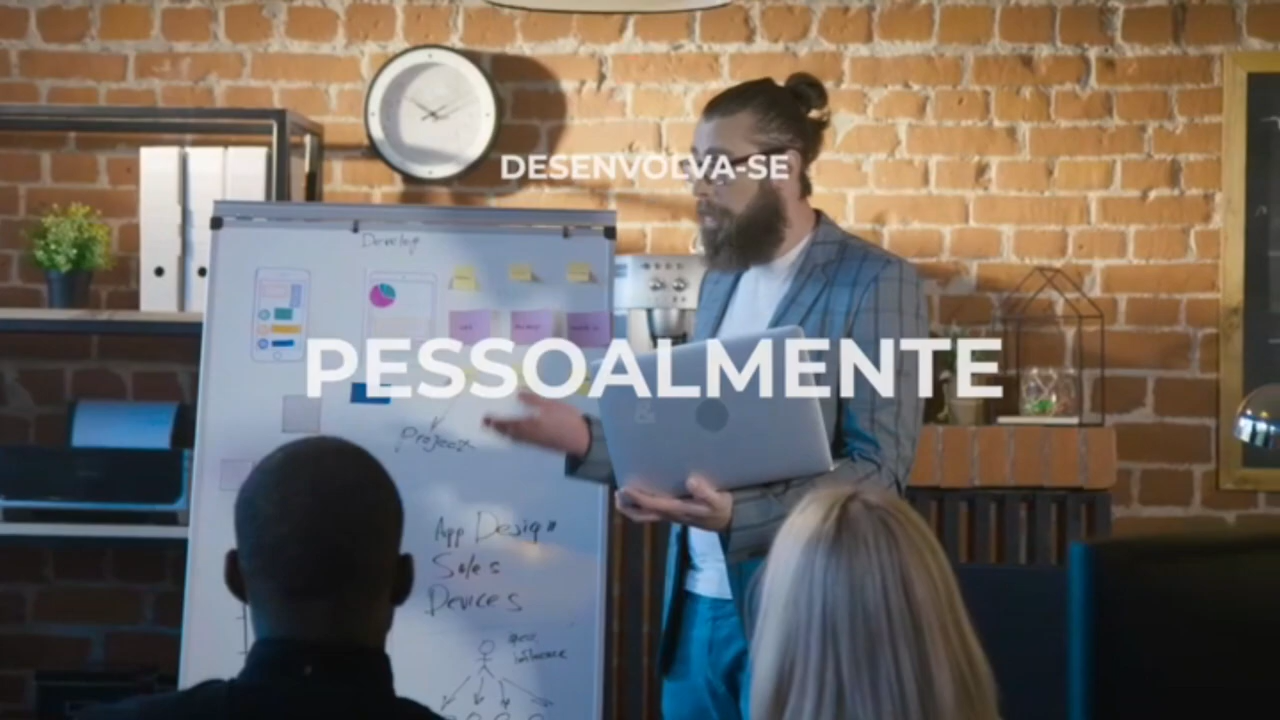 DESENVOLVA-SE
Develop
PESSOALMENTE
&
Project
App Design
Sales
Devices